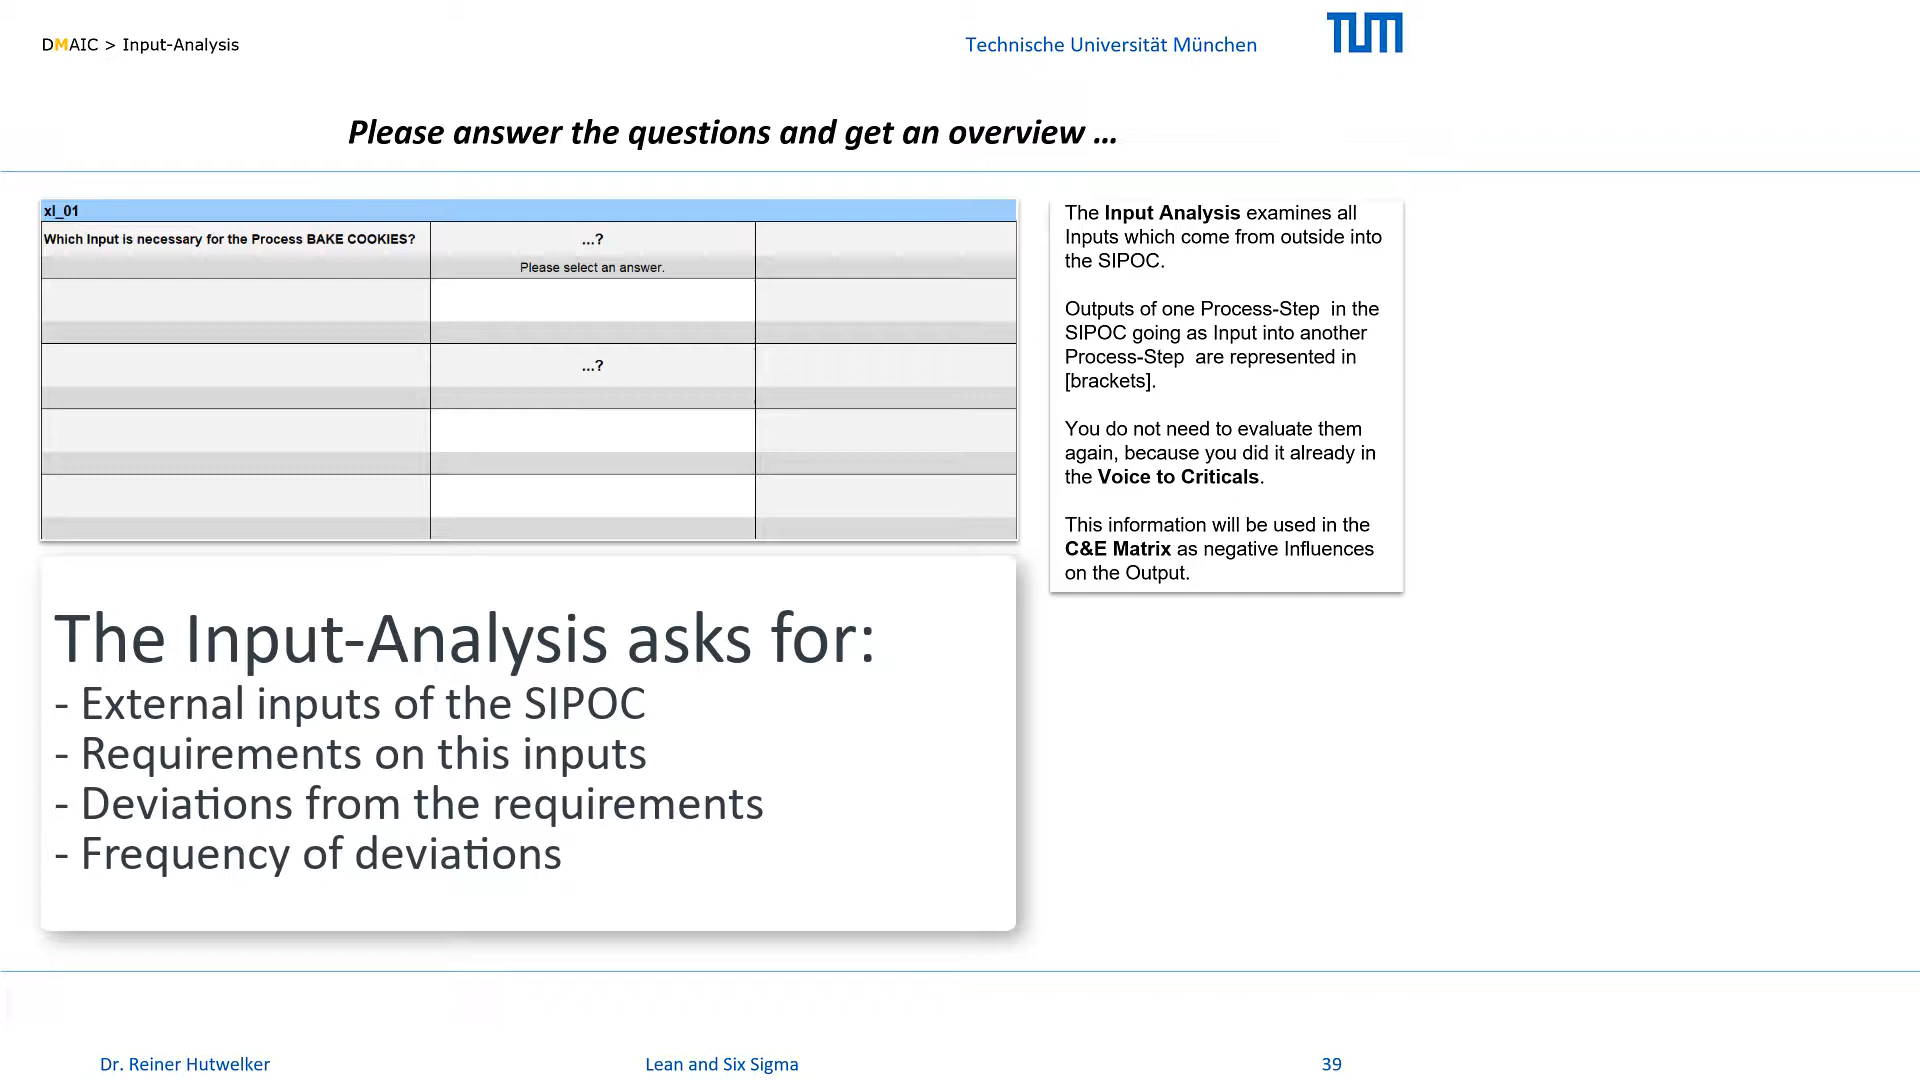 DMAIC > Input-Analysis
Technische Universität München
TUM
Please answer the questions and get an overview ...
xl_01
Which Input is necessary for the Process BAKE COOKIES?
...?
Please select an answer.
...?
The Input Analysis examines all
Inputs which come from outside into
the SIPOC.
Outputs of one Process-Step in the
SIPOC going as Input into another
Process-Step are represented in
[brackets].
You do not need to evaluate them
again, because you did it already in
the Voice to Criticals.
This information will be used in the
C&E Matrix as negative Influences
on the Output.
The Input-Analysis asks for:
- External inputs of the SIPOC
- Requirements on this inputs
- Deviations from the requirements
- Frequency of deviations
Dr. Reiner Hutwelker
Lean and Six Sigma
39